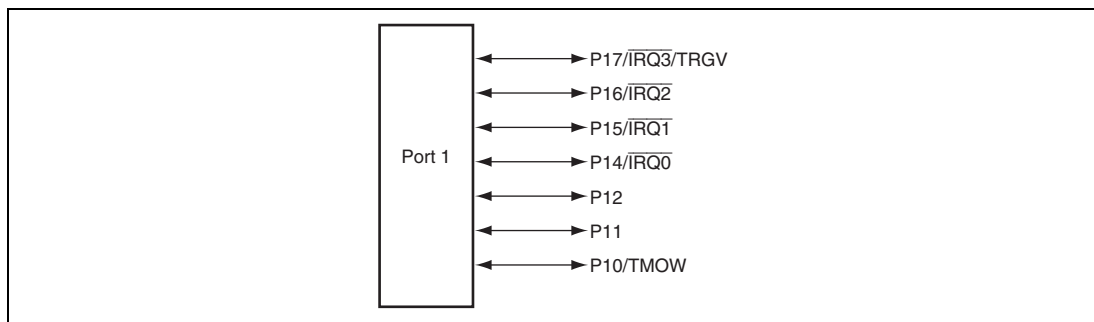 Port 1
P17/IRQ3/TRGV
P16/IRQ2
P15/IRQ1
P14/IRQ0
P12
P11
P10/TMOW